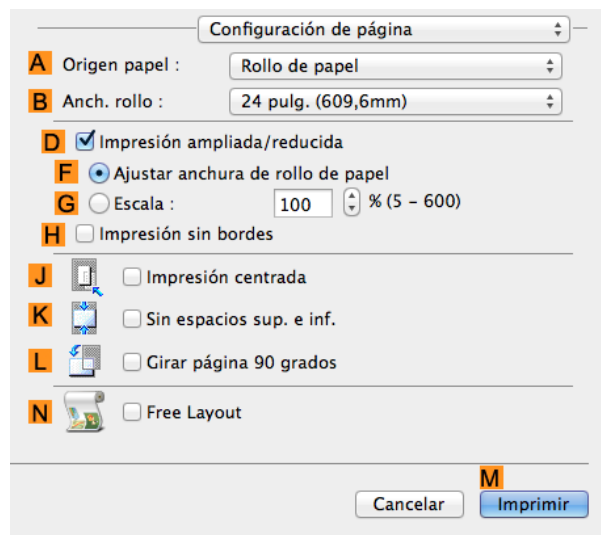 Configuración de página
A Origen papel : Rollo de papel
B Anch. rollo : 24 pulg. (609,6mm)
D Impresión ampliada/reducida
F Ajustar anchura de rollo de papel
G Escala : 100 % (5 – 600)
H Impresión sin bordes
J Impresión centrada
K Sin espacios sup. e inf.
L Girar página 90 grados
N Free Layout
M
Cancelar Imprimir